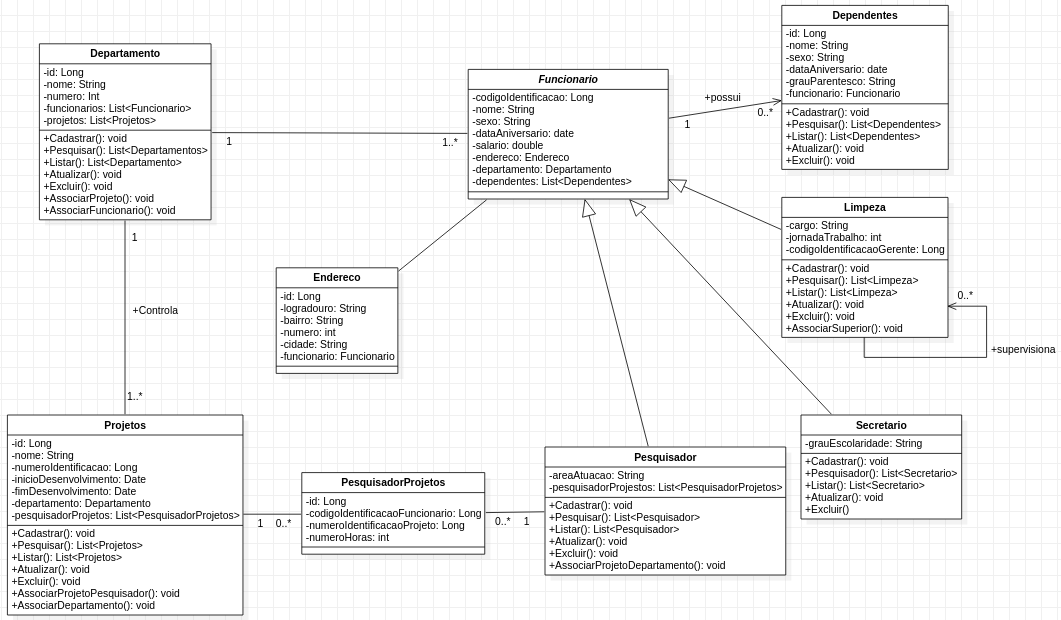 Departamento
-id: Long
-nome: String
-numero: Int
-funcionarios: List<Funcionario>
-projetos: List<Projetos>
+Cadastrar(): void
+Pesquisar(): List<Departamentos>
+Listar(): List<Departamento>
+Atualizar(): void
+Excluir(): void
+AssociarProjeto(): void
+AssociarFuncionario(): void
1
1..*
Funcionario
-codigoIdentificacao: Long
-nome: String
-sexo: String
-dataAniversario: date
-salario: double
-endereco: Endereco
-departamento: Departamento
-dependentes: List<Dependentes>
+possui
1
0..*
Dependentes
-id: Long
-nome: String
-sexo: String
-dataAniversario: date
-grauParentesco: String
-funcionario: Funcionario
+Cadastrar(): void
+Pesquisar(): List<Dependentes>
+Listar(): List<Dependentes>
+Atualizar(): void
+Excluir(): void
Limpeza
-cargo: String
-jornadaTrabalho: int
-codigoIdentificacaoGerente: Long
+Cadastrar(): void
+Pesquisar(): List<Limpeza>
+Listar(): List<Limpeza>
+Atualizar(): void
+Excluir(): void
+AssociarSuperior(): void
0..*
+supervisiona
1
+Controla
1..*
Endereco
-id: Long
-logradouro: String
-bairro: String
-numero: int
-cidade: String
-funcionario: Funcionario
Projetos
-id: Long
-nome: String
-numeroIdentificacao: Long
-inicioDesenvolvimento: Date
-fimDesenvolvimento: Date
-departamento: Departamento
-pesquisadorProjetos: List<PesquisadorProjetos>
+Cadastrar(): void
+Pesquisar(): List<Projetos>
+Listar(): List<Projetos>
+Atualizar(): void
+Excluir(): void
+AssociarProjetoPesquisador(): void
+AssociarDepartamento(): void
1
0..*
PesquisadorProjetos
-id: Long
-codigoIdentificacaoFuncionario: Long
-numeroIdentificacaoProjeto: Long
-numeroHoras: int
0..*
1
Pesquisador
-areaAtuacao: String
-pesquisadorProjestos: List<PesquisadorProjetos>
+Cadastrar(): void
+Pesquisar(): List<Pesquisador>
+Listar(): List<Pesquisador>
+Atualizar(): void
+Excluir(): void
+AssociarProjetoDepartamento(): void
Secretario
-grauEscolaridade: String
+Cadastrar(): void
+Pesquisador(): List<Secretario>
+Listar(): List<Secretario>
+Atualizar(): void
+Excluir()